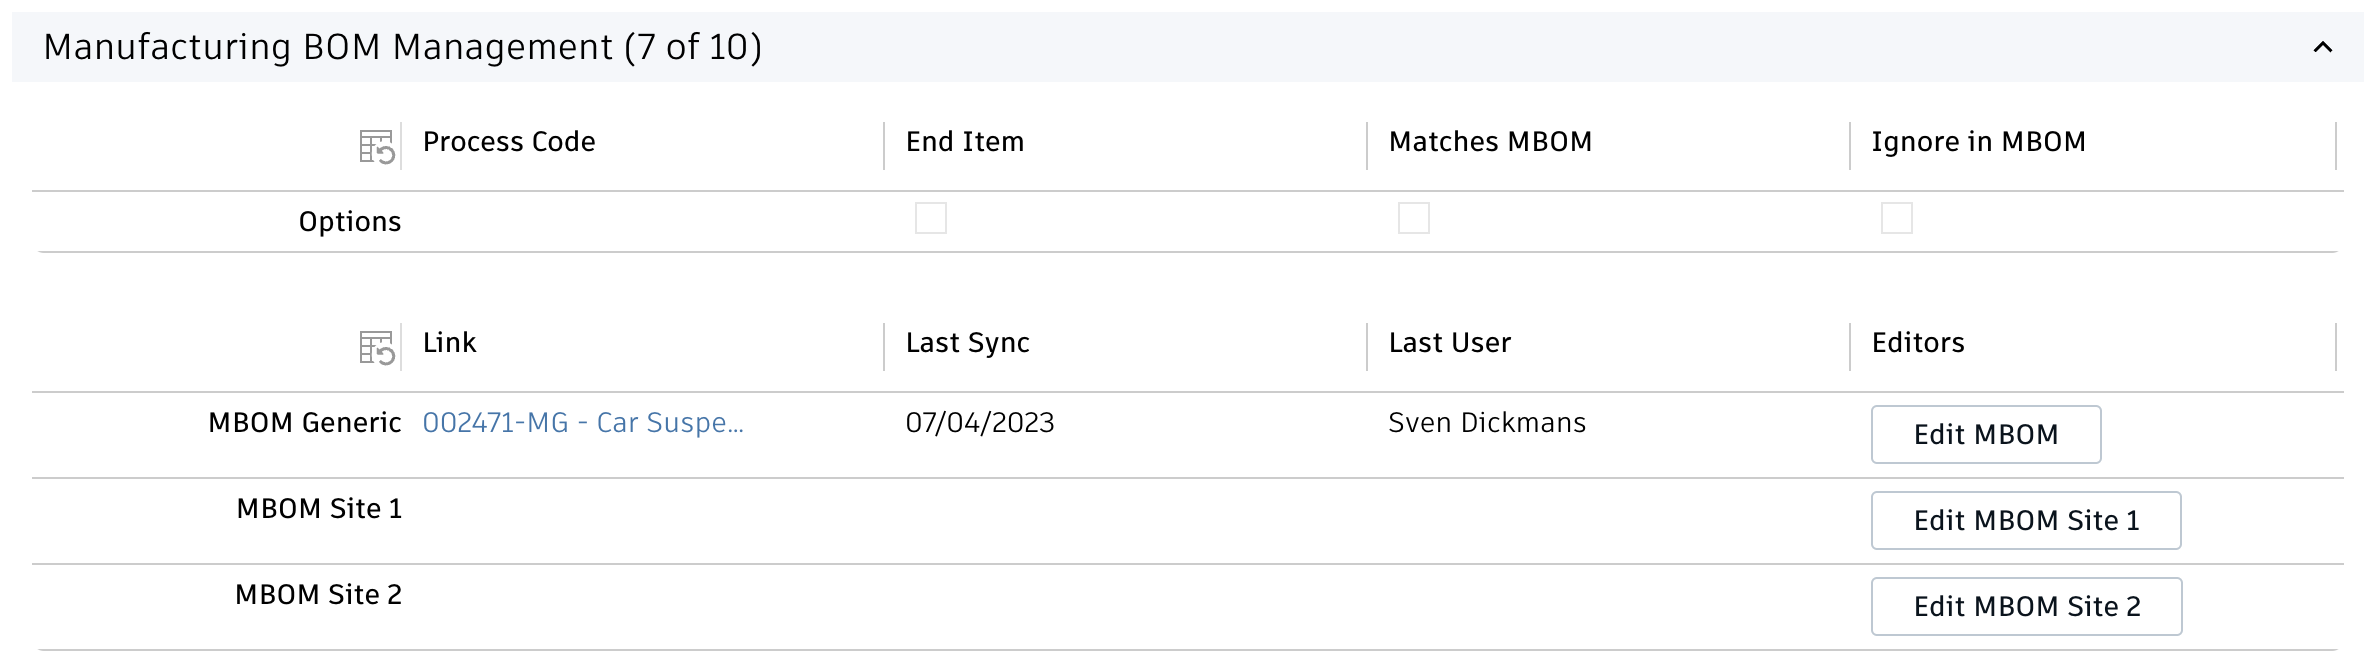 Manufacturing BOM Management (7 of 10)
Process Code End Item Matches MBOM Ignore in MBOM
Options
Link Last Sync Last User Editors
MBOM Generic 002471-MG - Car Suspe... 07/04/2023 Sven Dickmans Edit MBOM
MBOM Site 1 Edit MBOM Site 1
MBOM Site 2 Edit MBOM Site 2